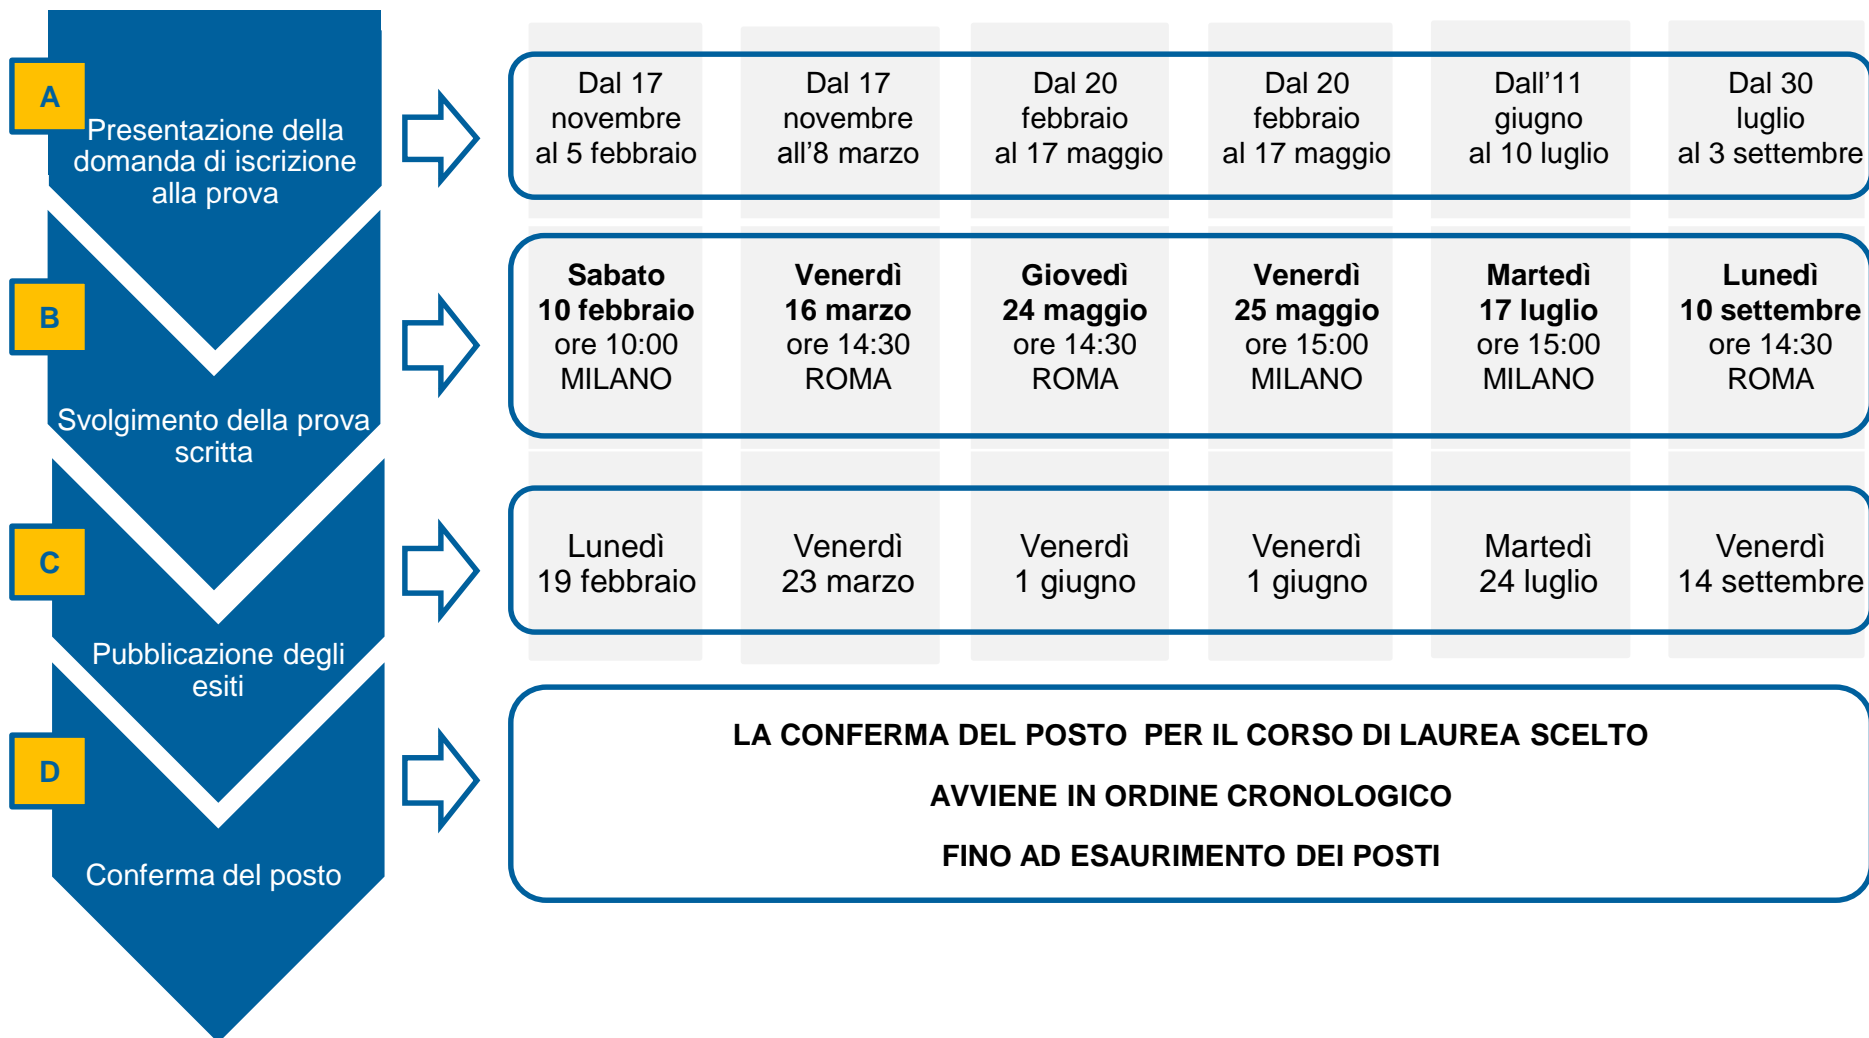 A
Presentazione della
domanda di iscrizione
alla prova
Dal 17
novembre
al 5 febbraio
Dal 17
novembre
all'8 marzo
Dal 20
febbraio
al 17 maggio
Dal 20
febbraio
al 17 maggio
Dall'11
giugno
al 10 luglio
Dal 30
luglio
al 3 settembre
B
Svolgimento della prova
scritta
Sabato
10 febbraio
ore 10:00
MILANO
Venerdì
16 marzo
ore 14:30
ROMA
Giovedì
24 maggio
ore 14:30
ROMA
Venerdì
25 maggio
ore 15:00
MILANO
Martedì
17 luglio
ore 15:00
MILANO
Lunedì
10 settembre
ore 14:30
ROMA
C
Pubblicazione degli
esiti
Lunedì
19 febbraio
Venerdì
23 marzo
Venerdì
1 giugno
Venerdì
1 giugno
Martedì
24 luglio
Venerdì
14 settembre
D
Conferma del posto
LA CONFERMA DEL POSTO  PER IL CORSO DI LAUREA SCELTO
AVVIENE IN ORDINE CRONOLOGICO
FINO AD ESAURIMENTO DEI POSTI